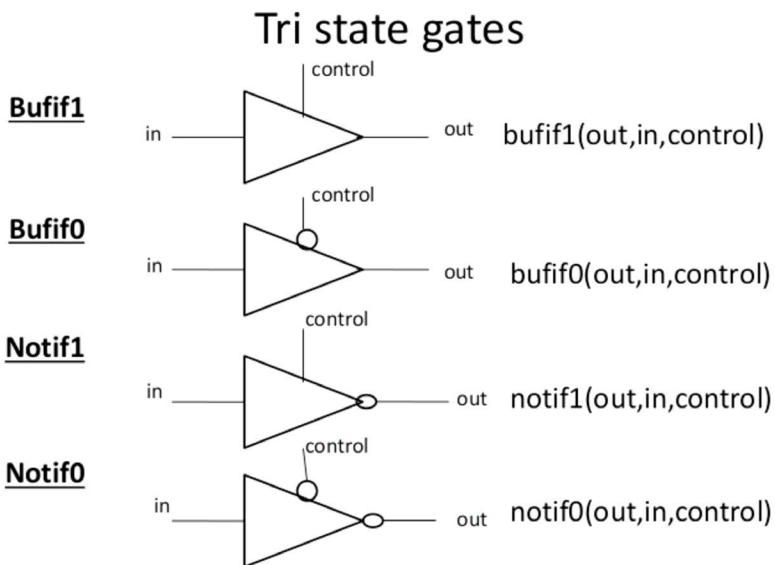 Tri state gates
control
Bufif1
in
out
bufif1(out,in,control)
control
Bufif0
in
out
bufif0(out,in,control)
control
Notif1
in
out
notif1(out,in,control)
control
Notif0
in
out
notif0(out,in,control)